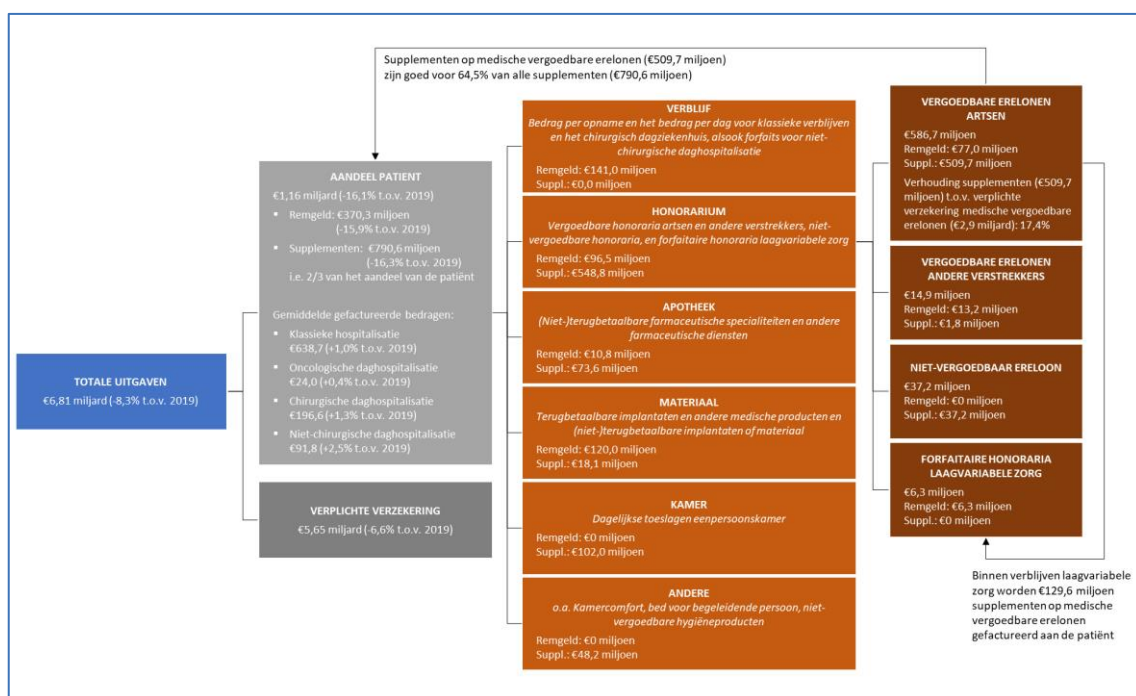 Supplementen op medische vergoedbare erelonen (€509,7 miljoen)
zijn goed voor 64,5% van alle supplementen (€790,6 miljoen)
TOTALE UITGAVEN
€6,81 miljard (-8,3% t.o.v. 2019)
AANDEEL PATIENT
€1,16 miljard (-16,1% t.o.v. 2019)
▪ Remgeld: €370,3 miljoen
(-15,9% t.o.v. 2019)
▪ Supplementen: €790,6 miljoen
(-16,3% t.o.v. 2019)
i.e. 2/3 van het aandeel van de patiënt
Gemiddelde gefactureerde bedragen:
▪ Klassieke hospitalisatie
€638,7 (+1,0% t.o.v. 2019)
▪ Oncologische daghospitalisatie
€24,0 (+0,4% t.o.v. 2019)
▪ Chirurgische daghospitalisatie
€196,6 (+1,3% t.o.v. 2019)
▪ Niet-chirurgische daghospitalisatie
€91,8 (+2,5% t.o.v. 2019)
VERPLICHTE VERZEKERING
€5,65 miljard (-6,6% t.o.v. 2019)
VERBLIJF
Bedrag per opname en het bedrag per dag voor klassieke verblijven
en het chirurgisch dagziekenhuis, alsook forfaits voor niet-
chirurgische daghospitalisatie
Remgeld: €141,0 miljoen
Suppl.: €0,0 miljoen
HONORARIUM
Vergoedbare honoraria artsen en andere verstrekkers, niet-
vergoedbare honoraria, en forfaitaire honoraria laagvariabele zorg
Remgeld: €96,5 miljoen
Suppl.: €548,8 miljoen
APOTHEEK
(Niet-)terugbetaalbare farmaceutische specialiteiten en andere
farmaceutische diensten
Remgeld: €10,8 miljoen
Suppl.: €73,6 miljoen
MATERIAAL
Terugbetaalbare implantaten en andere medische producten en
(niet-)terugbetaalbare implantaten of materiaal
Remgeld: €120,0 miljoen
Suppl.: €18,1 miljoen
KAMER
Dagelijkse toeslagen eenpersoonskamer
Remgeld: €0 miljoen
Suppl.: €102,0 miljoen
ANDERE
o.a. Kamercomfort, bed voor begeleidende persoon, niet-
vergoedbare hygiëneproducten
Remgeld: €0 miljoen
Suppl.: €48,2 miljoen
VERGOEDBARE ERELONEN
ARTSEN
€586,7 miljoen
Remgeld: €77,0 miljoen
Suppl.: €509,7 miljoen
Verhouding supplementen (€509,7
miljoen) t.o.v. verplichte
verzekering medische vergoedbare
erelonen (€2,9 miljard): 17,4%
VERGOEDBARE ERELONEN
ANDERE VERSTREKKERS
€14,9 miljoen
Remgeld: €13,2 miljoen
Suppl.: €1,8 miljoen
NIET-VERGOEDBAAR ERELOON
€37,2 miljoen
Remgeld: €0 miljoen
Suppl.: €37,2 miljoen
FORFAITAIRE HONORARIA
LAAGVARIABELE ZORG
€6,3 miljoen
Remgeld: €6,3 miljoen
Suppl.: €0 miljoen
Binnen verblijven laagvariabele
zorg worden €129,6 miljoen
supplementen op medische
vergoedbare erelonen
gefactureerd aan de patiënt